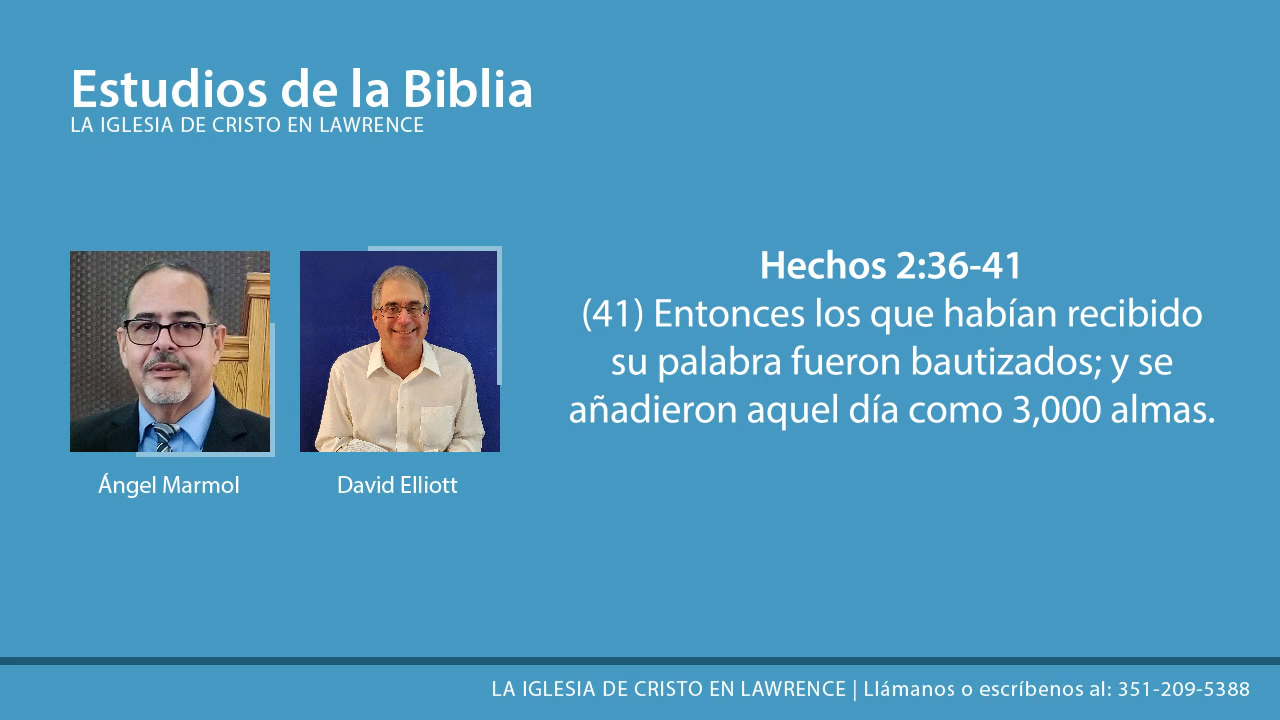 Estudios de la Biblia
LA IGLESIA DE CRISTO EN LAWRENCE
Ángel Marmol
David Elliott
Hechos 2:36-41
(41) Entonces los que habían recibido
su palabra fueron bautizados; y se
añadieron aquel día como 3,000 almas.
LA IGLESIA DE CRISTO EN LAWRENCE | Llámanos o escríbenos al: 351-209-5388